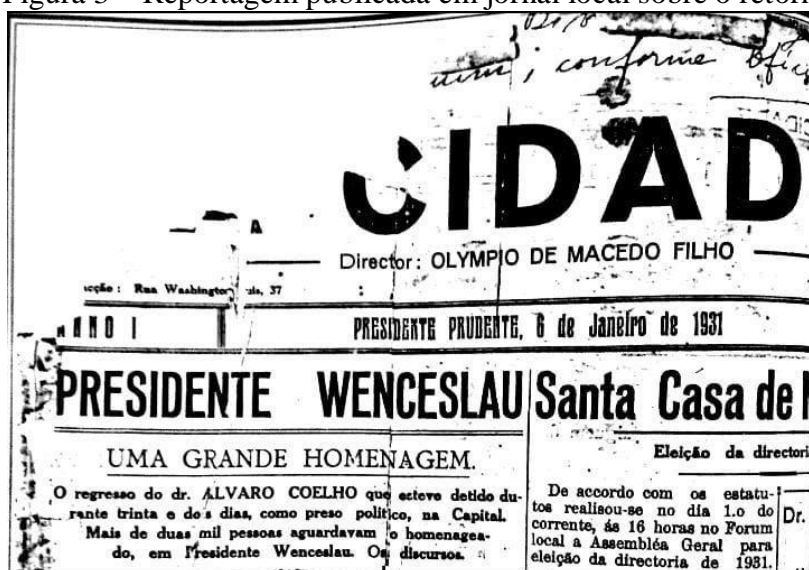 Figura 3 – Reportagem publicada em jornal local sobre o retor
conforme
CIDAD
Director: OLYMPIO DE MACEDO FILHO
Rua Washington 37
ANNO I
PRESIDENTE PRUDENTE, 6 de Janeiro de 1931
PRESIDENTE WENCESLAU
UMA GRANDE HOMENAGEM.
O regresso do dr. ALVARO COELHO que esteve detido du-
rante trinta e dois dias, como preso politico, na Capital.
Mais de duas mil pessoas aguardavam o homenagea-
do, em Presidente Wenceslau. Os discursos.
Santa Casa de
Eleição da directori
De accordo com os estatu-
tos realisou-se no dia 1.o do
corrente, ás 16 horas no Forum
local a Assembléa Geral para
eleição da directoria de 1931.
Dr.